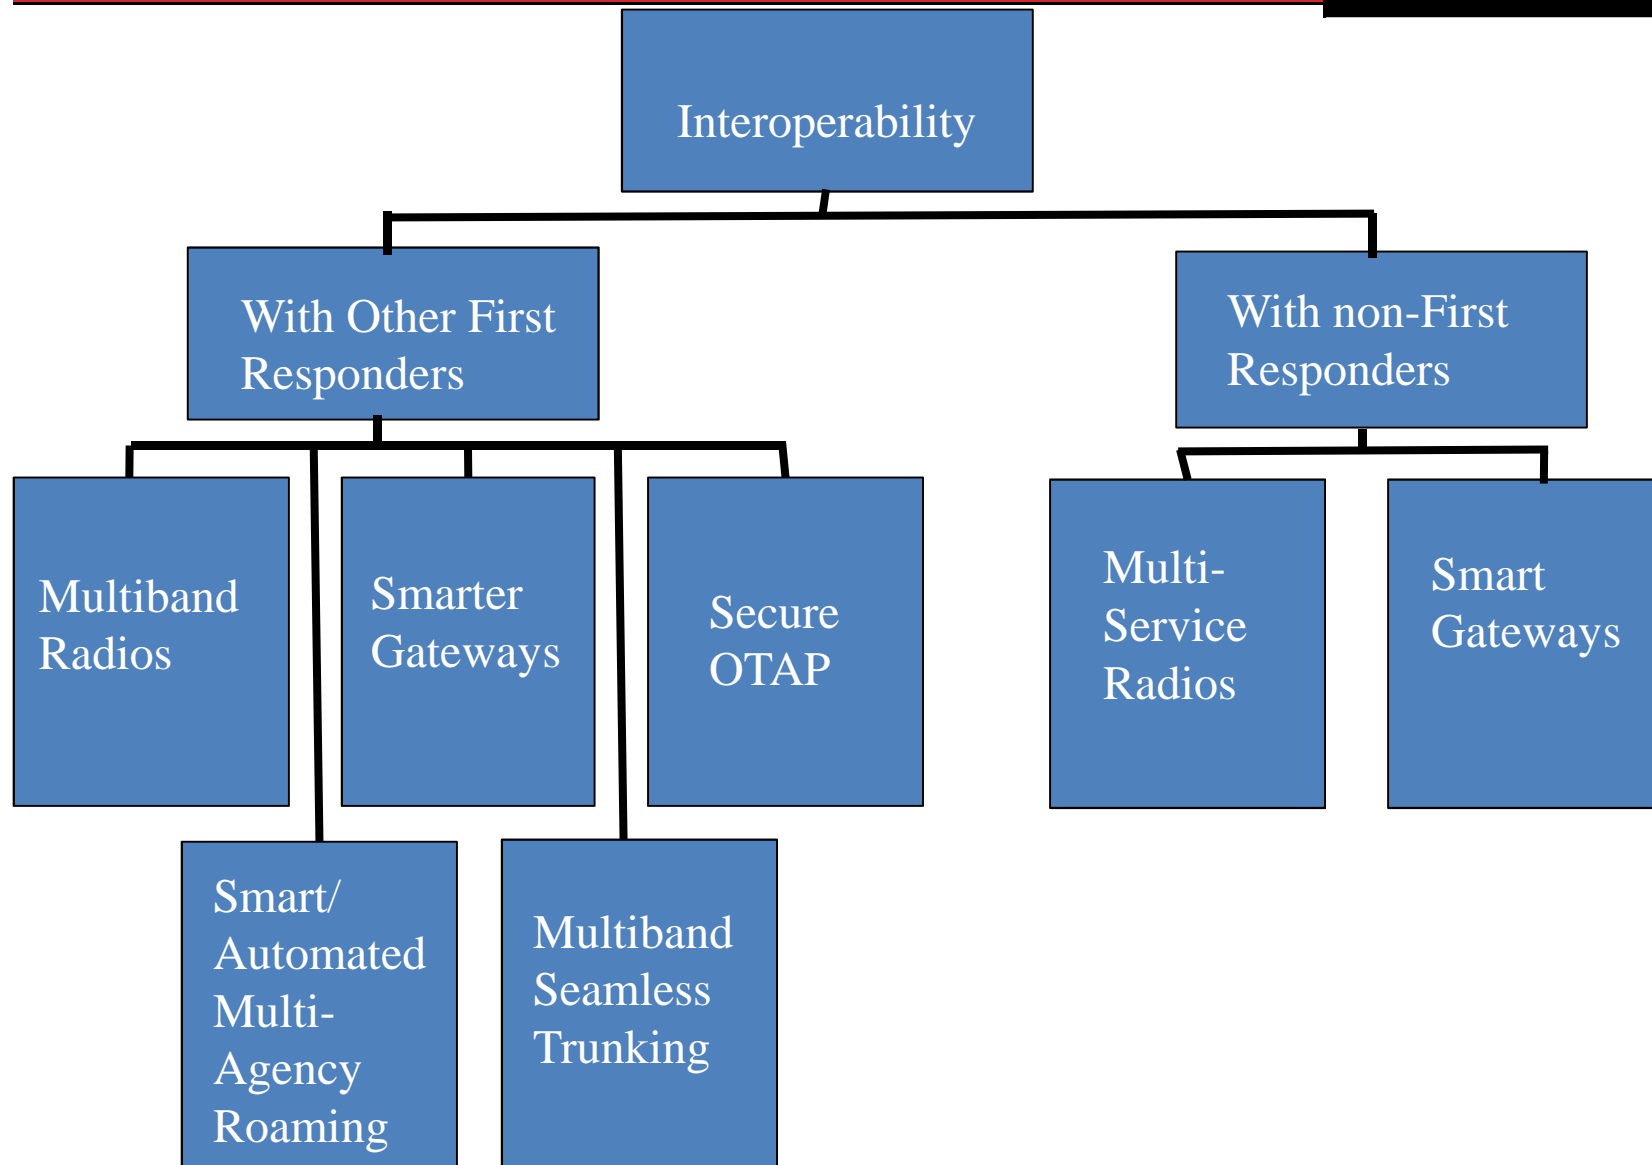 Interoperability
With Other First
Responders
With non-First
Responders
Multiband
Radios
Smarter
Gateways
Secure
OTAP
Multi-
Service
Radios
Smart
Gateways
Smart/
Automated
Multi-
Agency
Roaming
Multiband
Seamless
Trunking